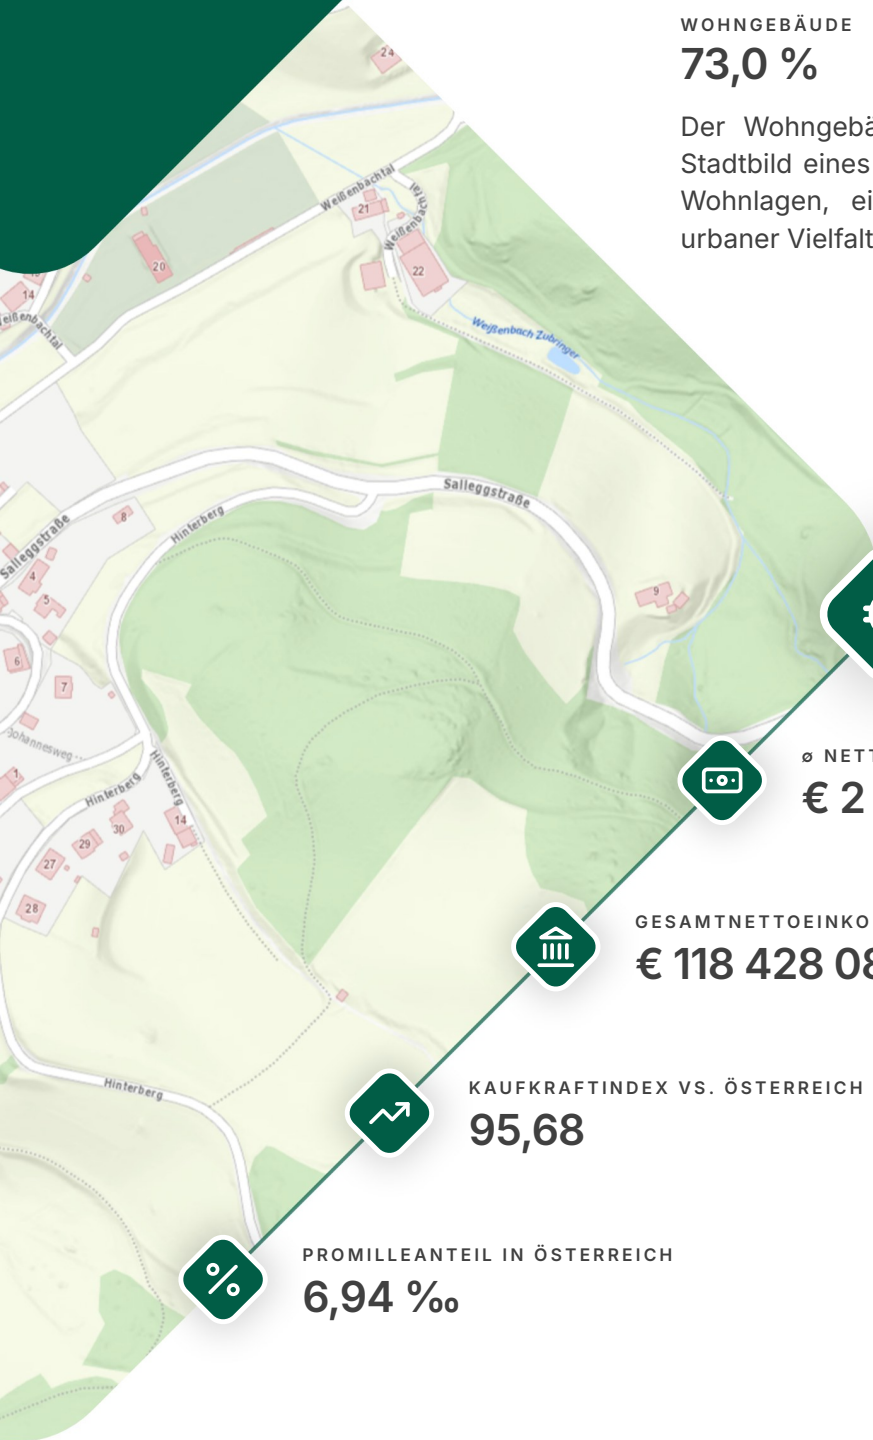 WOHNGEBÄUDE
73,0 %
Der Wohngebä
Stadtbild eines
Wohnlagen, ei
urbaner Vielfalt
24
Weißenbachtal
21
Weißenbachtal
20
22
14
eißenbachtal
Weißenbach Zubringer
Salleggstraße
8
Hinterberg
Salleggstraße
4
9
5
6
7
Johannesweg
1
Hinterberg
Hinterberg
14
30
29
27
28
ø NETT
€ 2
GESAMTNETTOEINKO
€ 118 428 08
KAUFKRAFTINDEX VS. ÖSTERREICH
95,68
Hinterberg
PROMILLEANTEIL IN ÖSTERREICH
6,94 ‰